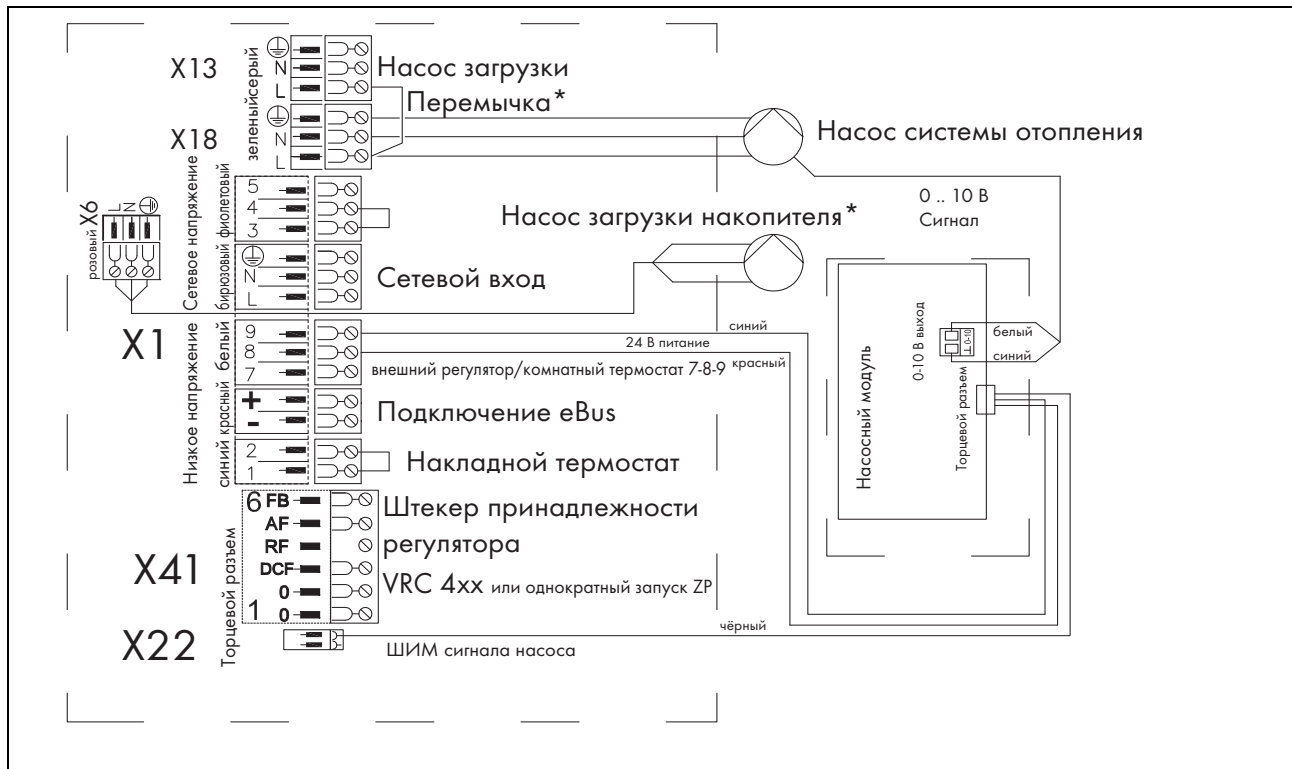 X13
зеленый серый
N
L
Насос загрузки
Перемычка*
X18
N
L
Насос системы отопления
0 .. 10 В
Сигнал
розовый X6
L N
Сетевое напряжение
фиолетовый
5
4
3
Насос загрузки накопителя*
бирюзовый
N
L
Сетевой вход
X1
Низкое напряжение
белый
9
8
7
синий
24 В питание
внешний регулятор/комнатный термостат 7-8-9
красный
красный
+
-
Подключение eBus
синий
2
1
Накладной термостат
Насосный модуль
0-10 В выход
⊥ 0-10
белый
синий
Торцевой разъем
X41
Торцевой разъем
6 FB
AF
RF
DCF
0
1 0
Штекер принадлежности
регулятора
VRC 4xx или однократный запуск ZP
X22
чёрный
ШИМ сигнала насоса